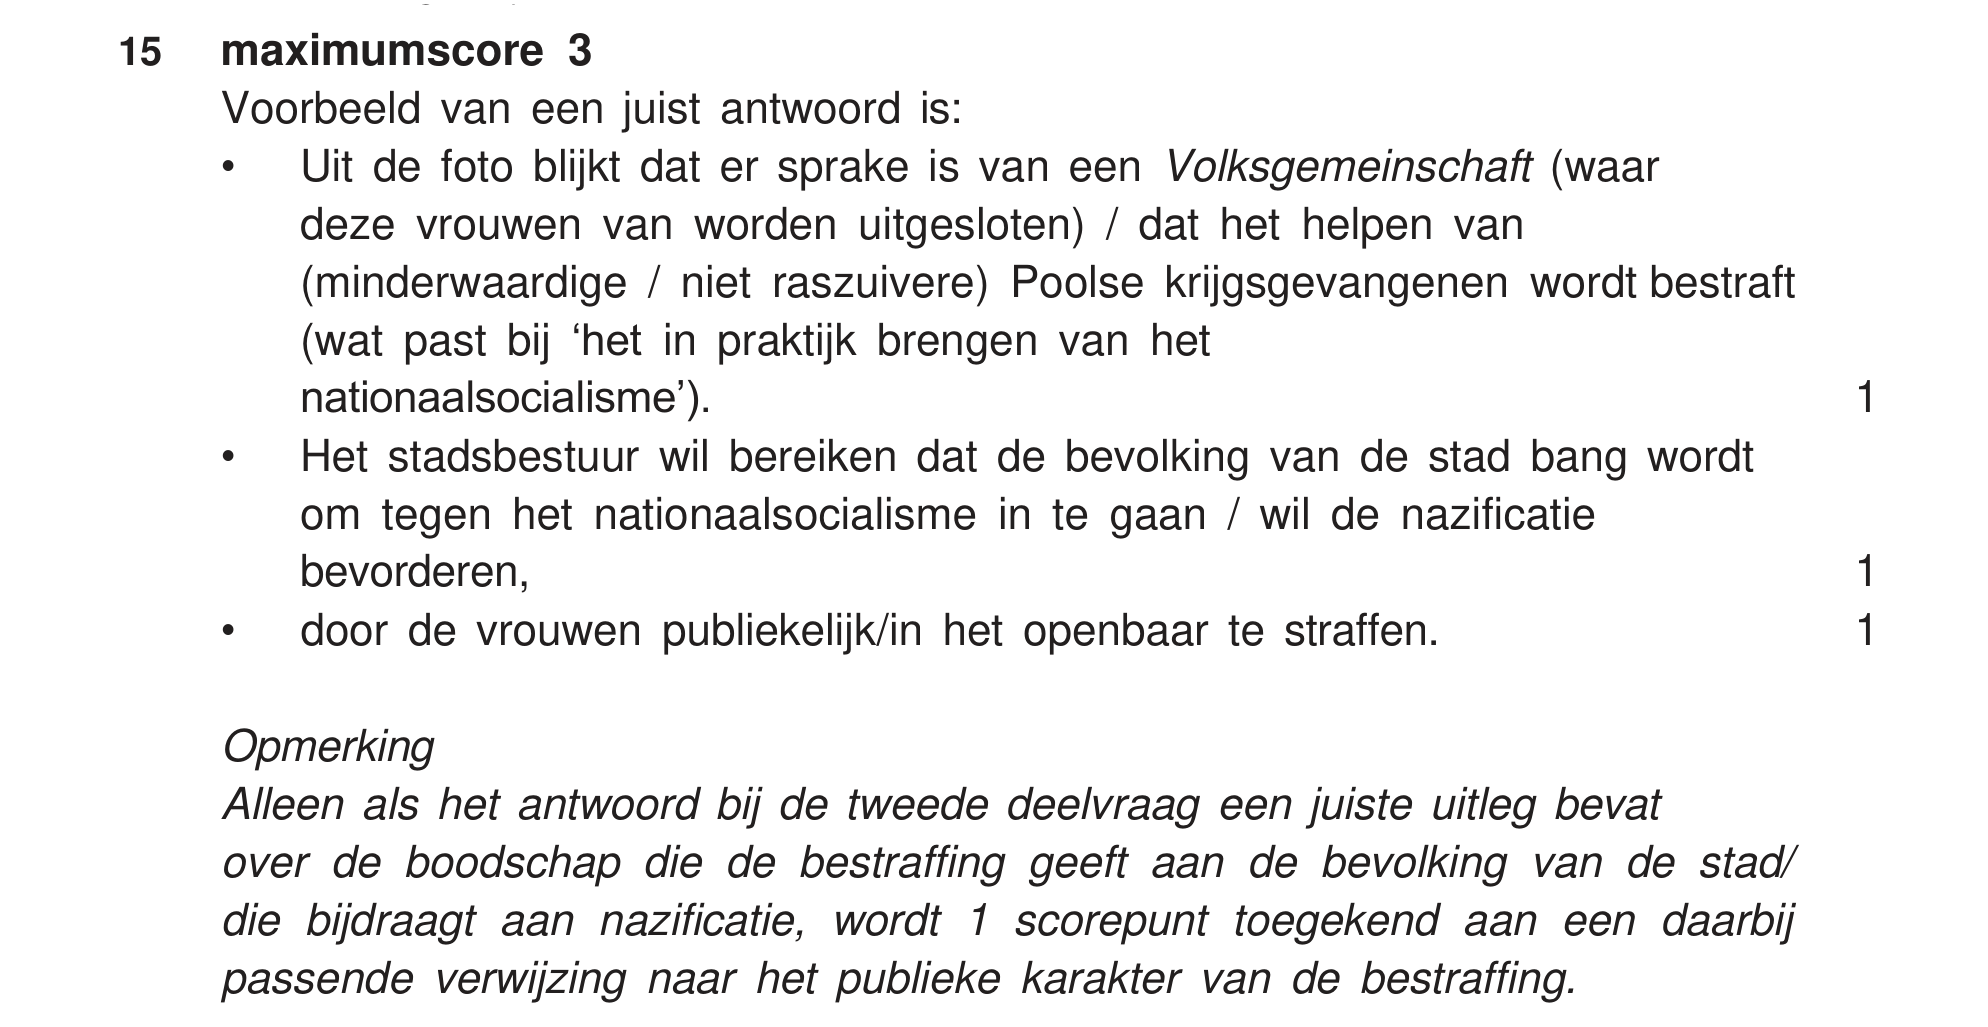 15 maximumscore 3
Voorbeeld van een juist antwoord is:
• Uit de foto blijkt dat er sprake is van een Volksgemeinschaft (waar
deze vrouwen van worden uitgesloten) / dat het helpen van
(minderwaardige / niet raszuivere) Poolse krijgsgevangenen wordt bestraft
(wat past bij ‘het in praktijk brengen van het
nationaalsocialisme’). 1
• Het stadsbestuur wil bereiken dat de bevolking van de stad bang wordt
om tegen het nationaalsocialisme in te gaan / wil de nazificatie
bevorderen, 1
• door de vrouwen publiekelijk/in het openbaar te straffen. 1
Opmerking
Alleen als het antwoord bij de tweede deelvraag een juiste uitleg bevat
over de boodschap die de bestraffing geeft aan de bevolking van de stad/
die bijdraagt aan nazificatie, wordt 1 scorepunt toegekend aan een daarbij
passende verwijzing naar het publieke karakter van de bestraffing.